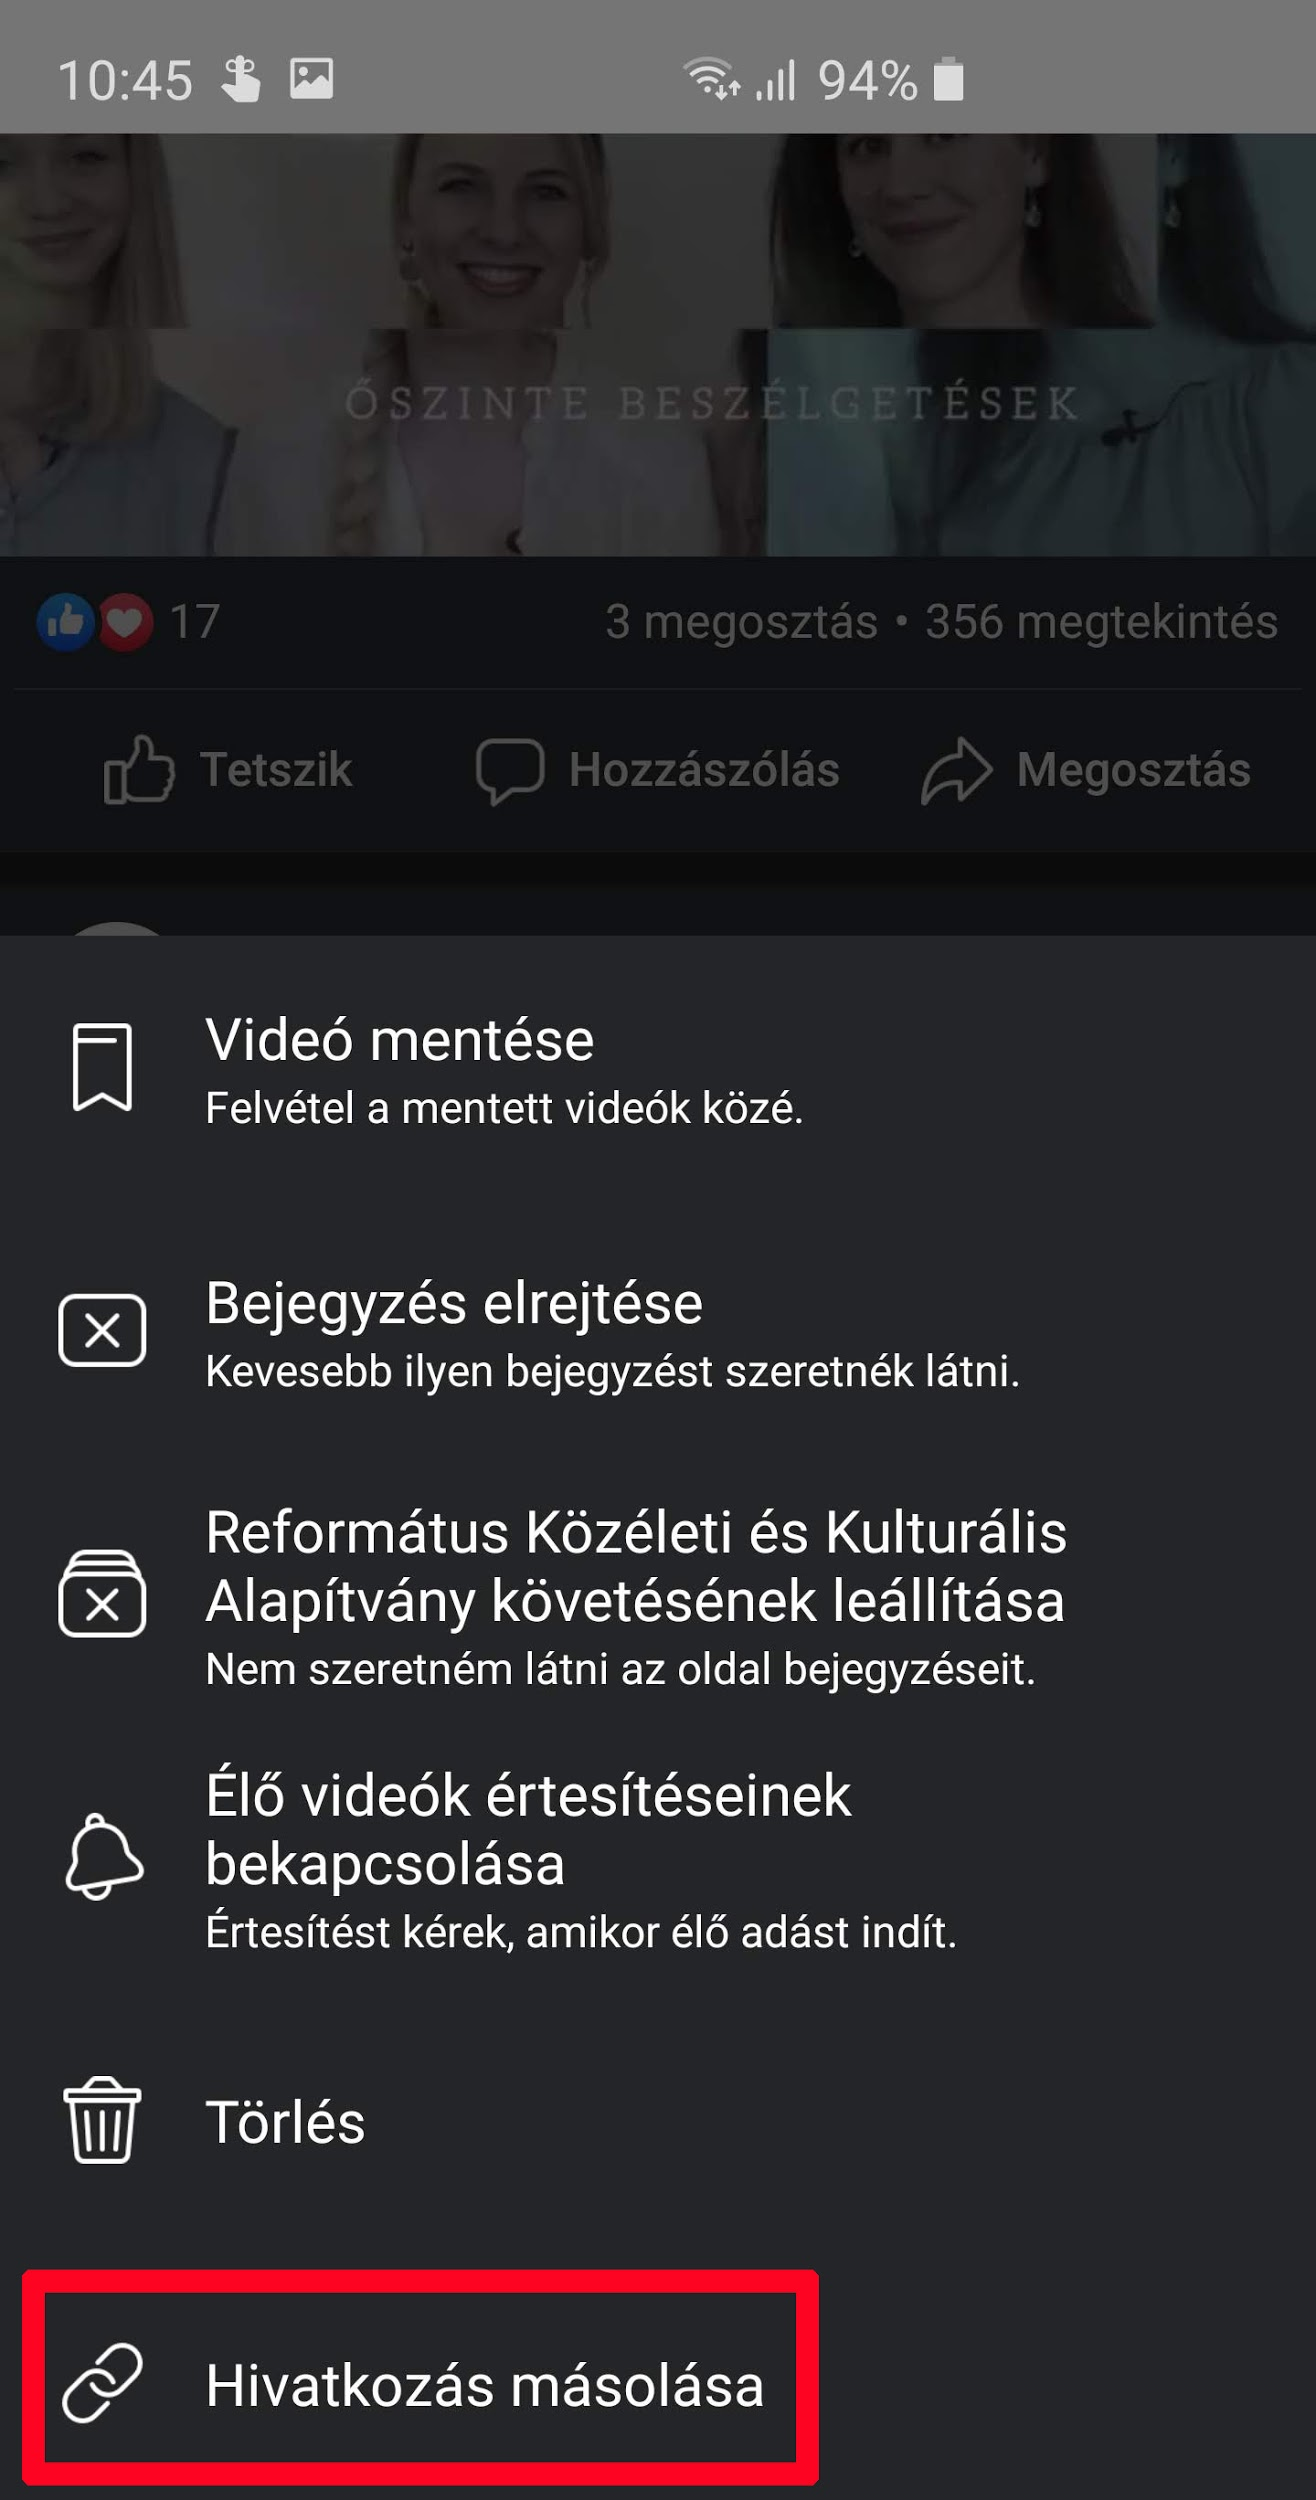 10:45
94%
ŐSZINTE BESZÉLGETÉSEK
17
3 megosztás • 356 megtekintés
Tetszik
Hozzászólás
Megosztás
Videó mentése
Felvétel a mentett videók közé.
Bejegyzés elrejtése
Kevesebb ilyen bejegyzést szeretnék látni.
Református Közéleti és Kulturális
Alapítvány követésének leállítása
Nem szeretném látni az oldal bejegyzéseit.
Élő videók értesítéseinek
bekapcsolása
Értesítést kérek, amikor élő adást indít.
Törlés
Hivatkozás másolása